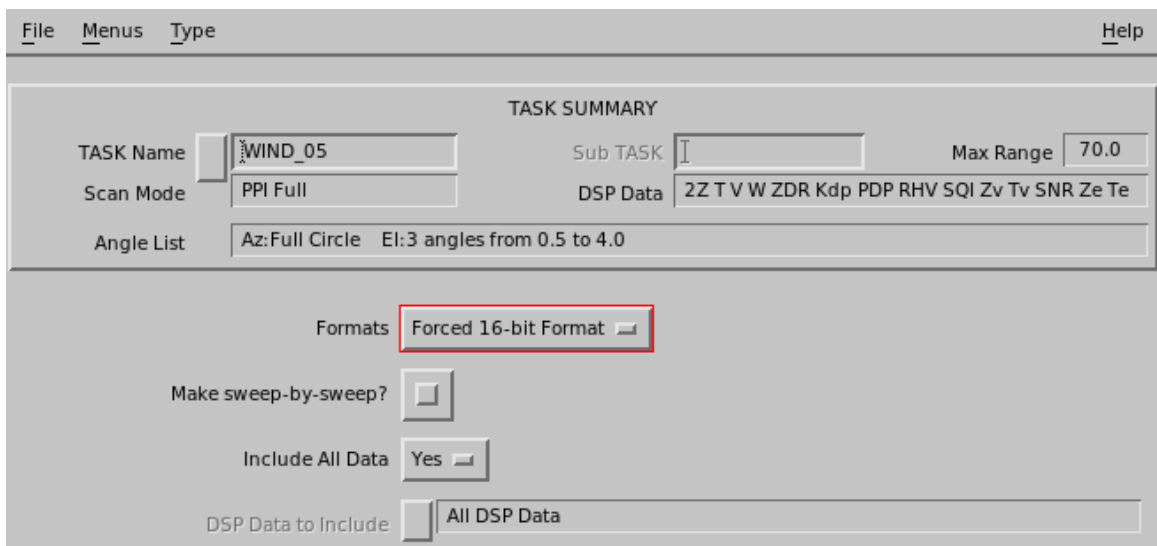 File Menus Type Help
TASK SUMMARY
TASK Name WIND_05 Sub TASK Max Range 70.0
Scan Mode PPI Full DSP Data 2Z T V W ZDR Kdp PDP RHV SQI Zv Tv SNR Ze Te
Angle List Az:Full Circle El:3 angles from 0.5 to 4.0
Formats Forced 16-bit Format
Make sweep-by-sweep?
Include All Data Yes
DSP Data to Include All DSP Data